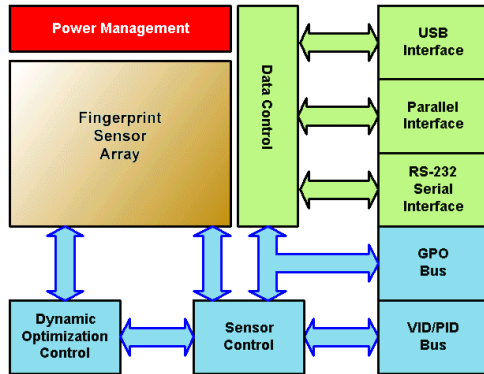 Power Management
Fingerprint
Sensor
Array
Data Control
USB
Interface
Parallel
Interface
RS-232
Serial
Interface
GPO
Bus
Dynamic
Optimization
Control
Sensor
Control
VID/PID
Bus